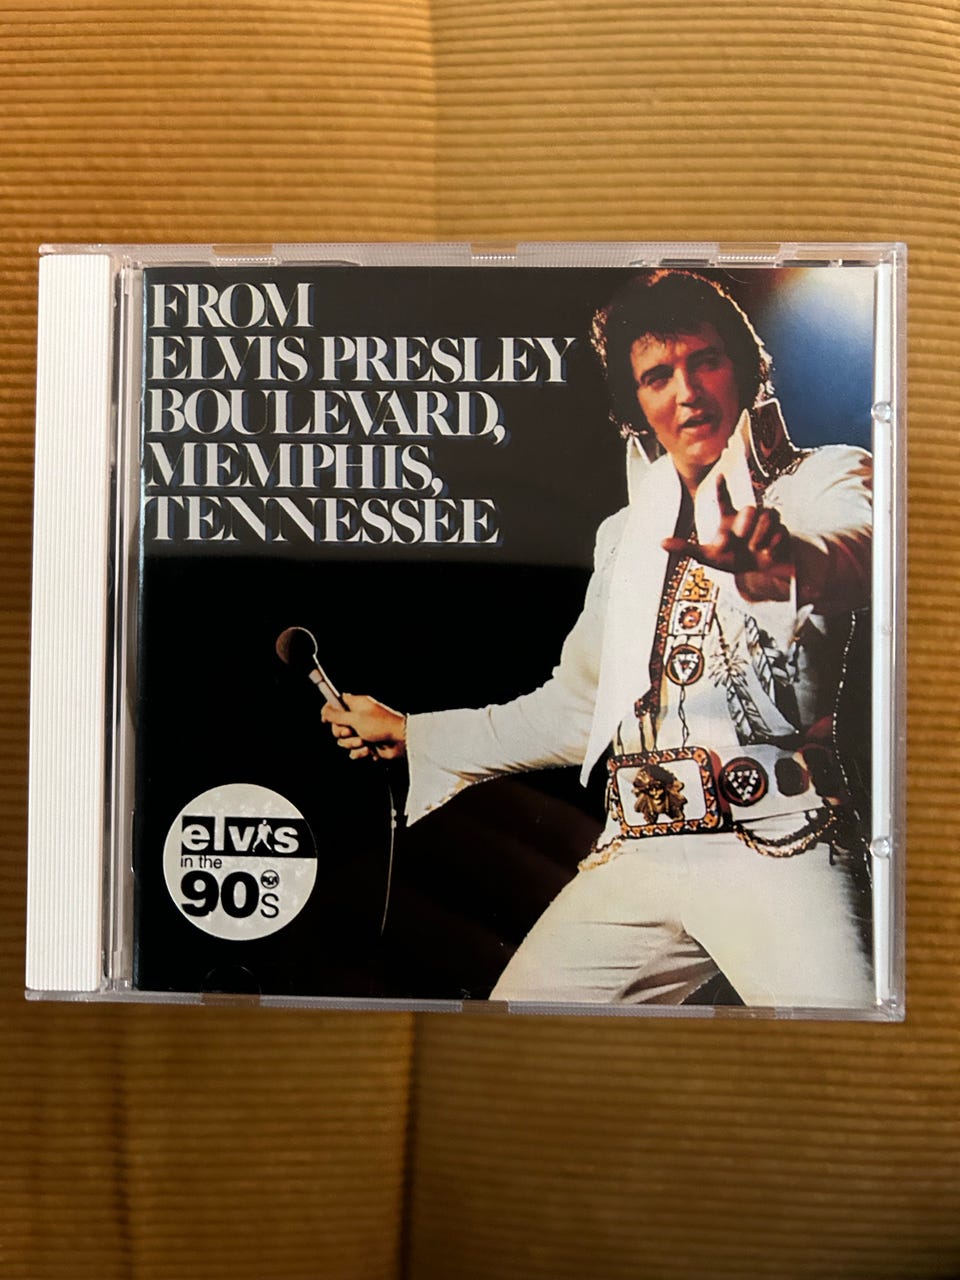 FROM
ELVIS PRESLEY
BOULEVARD,
MEMPHIS,
TENNESSEE
elvis
in the
90s